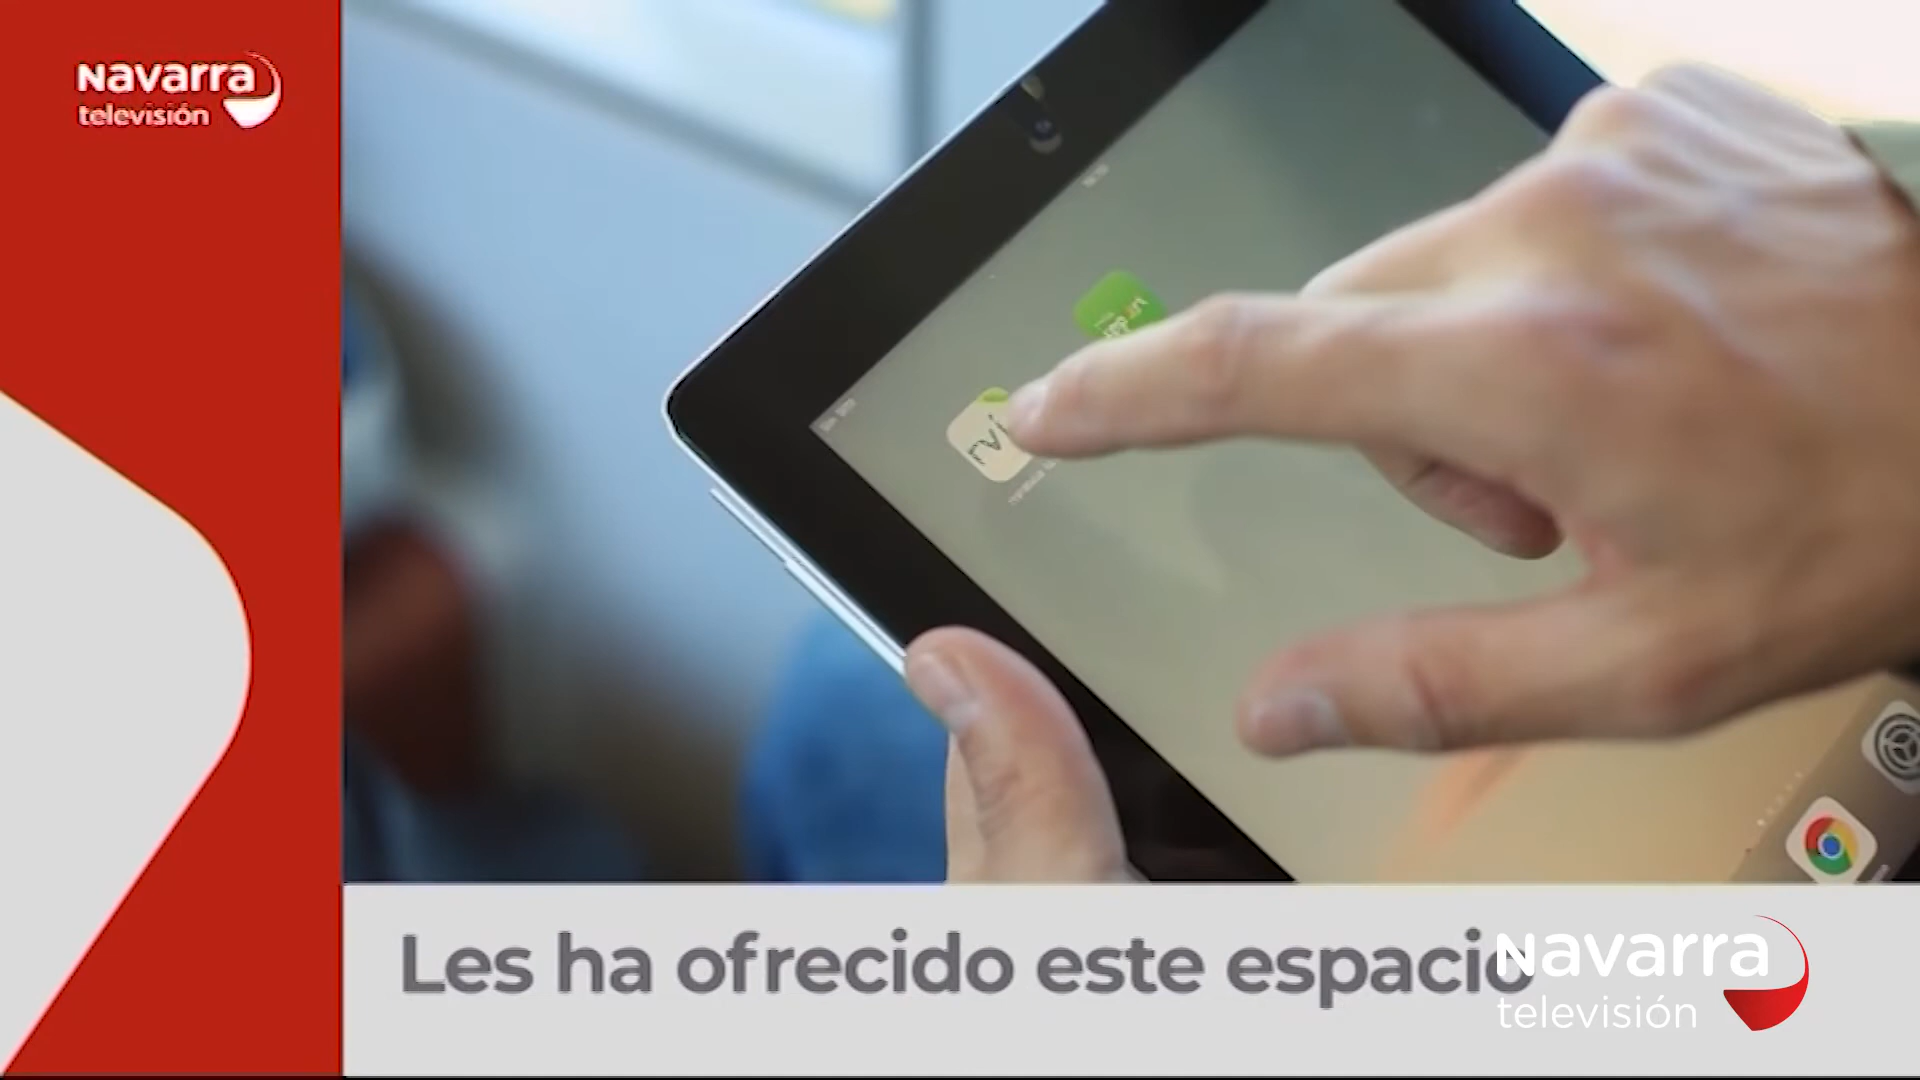 Navarra
televisión
Les ha ofrecido este espacio
Navarra
televisión